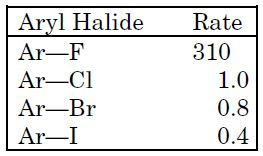 Aryl Halide Rate
Ar—F 310
Ar—Cl 1.0
Ar—Br 0.8
Ar—I 0.4